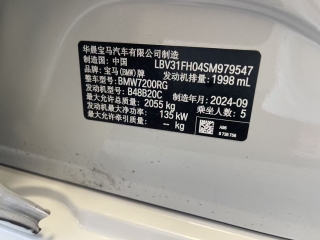 华晨宝马汽车有限公司制造
制造国：中国 LBV31FH04SM979547
品牌：宝马(BMW)牌 发动机排量：1998 mL
整车型号：BMW7200RG
发动机型号：B48B20C 制造年月：2024-09
最大允许总质量：2055 kg 乘坐人数：5
发动机最大净功率：135 kW
最大允许牵引质量：-- kg